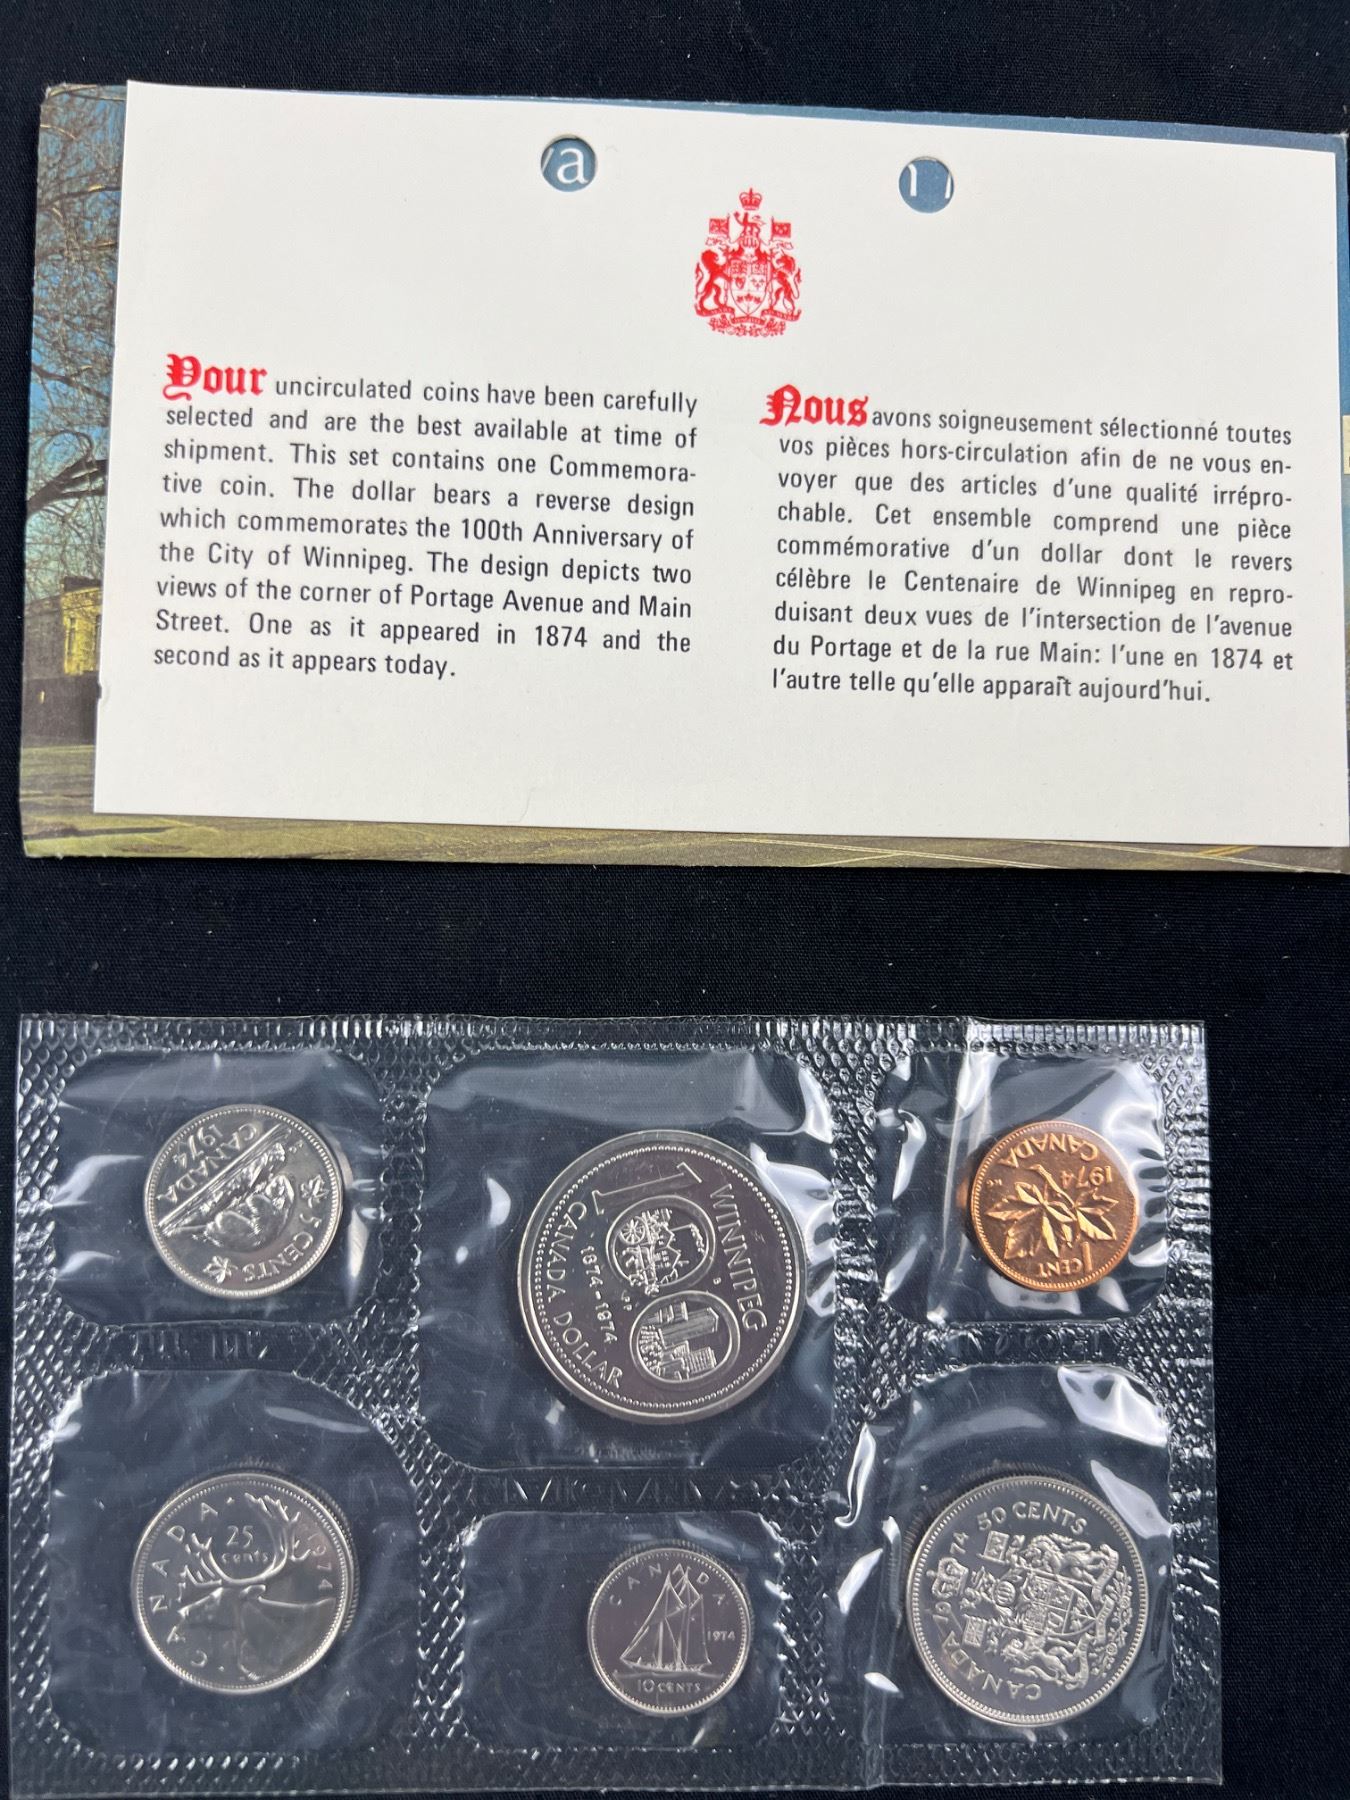 a
Your uncirculated coins have been carefully
selected and are the best available at time of
shipment. This set contains one Commemora-
tive coin. The dollar bears a reverse design
which commemorates the 100th Anniversary of
the City of Winnipeg. The design depicts two
views of the corner of Portage Avenue and Main
Street. One as it appeared in 1874 and the
second as it appears today.
Nous avons soigneusement sélectionné toutes
vos pièces hors-circulation afin de ne vous en-
voyer que des articles d'une qualité irrépro-
chable. Cet ensemble comprend une pièce
commémorative d'un dollar dont le revers
célèbre le Centenaire de Winnipeg en repro-
duisant deux vues de l'intersection de l'avenue
du Portage et de la rue Main: l'une en 1874 et
l'autre telle qu'elle apparaît aujourd'hui.
5 CENTS
CANADA
1974
WINNIPEG
100
1874-1974
CANADA DOLLAR
1 CENT
1974
CANADA
CANADA
25
cents
1974
CANADA
1974
10 CENTS
CANADA 1974 50 CENTS